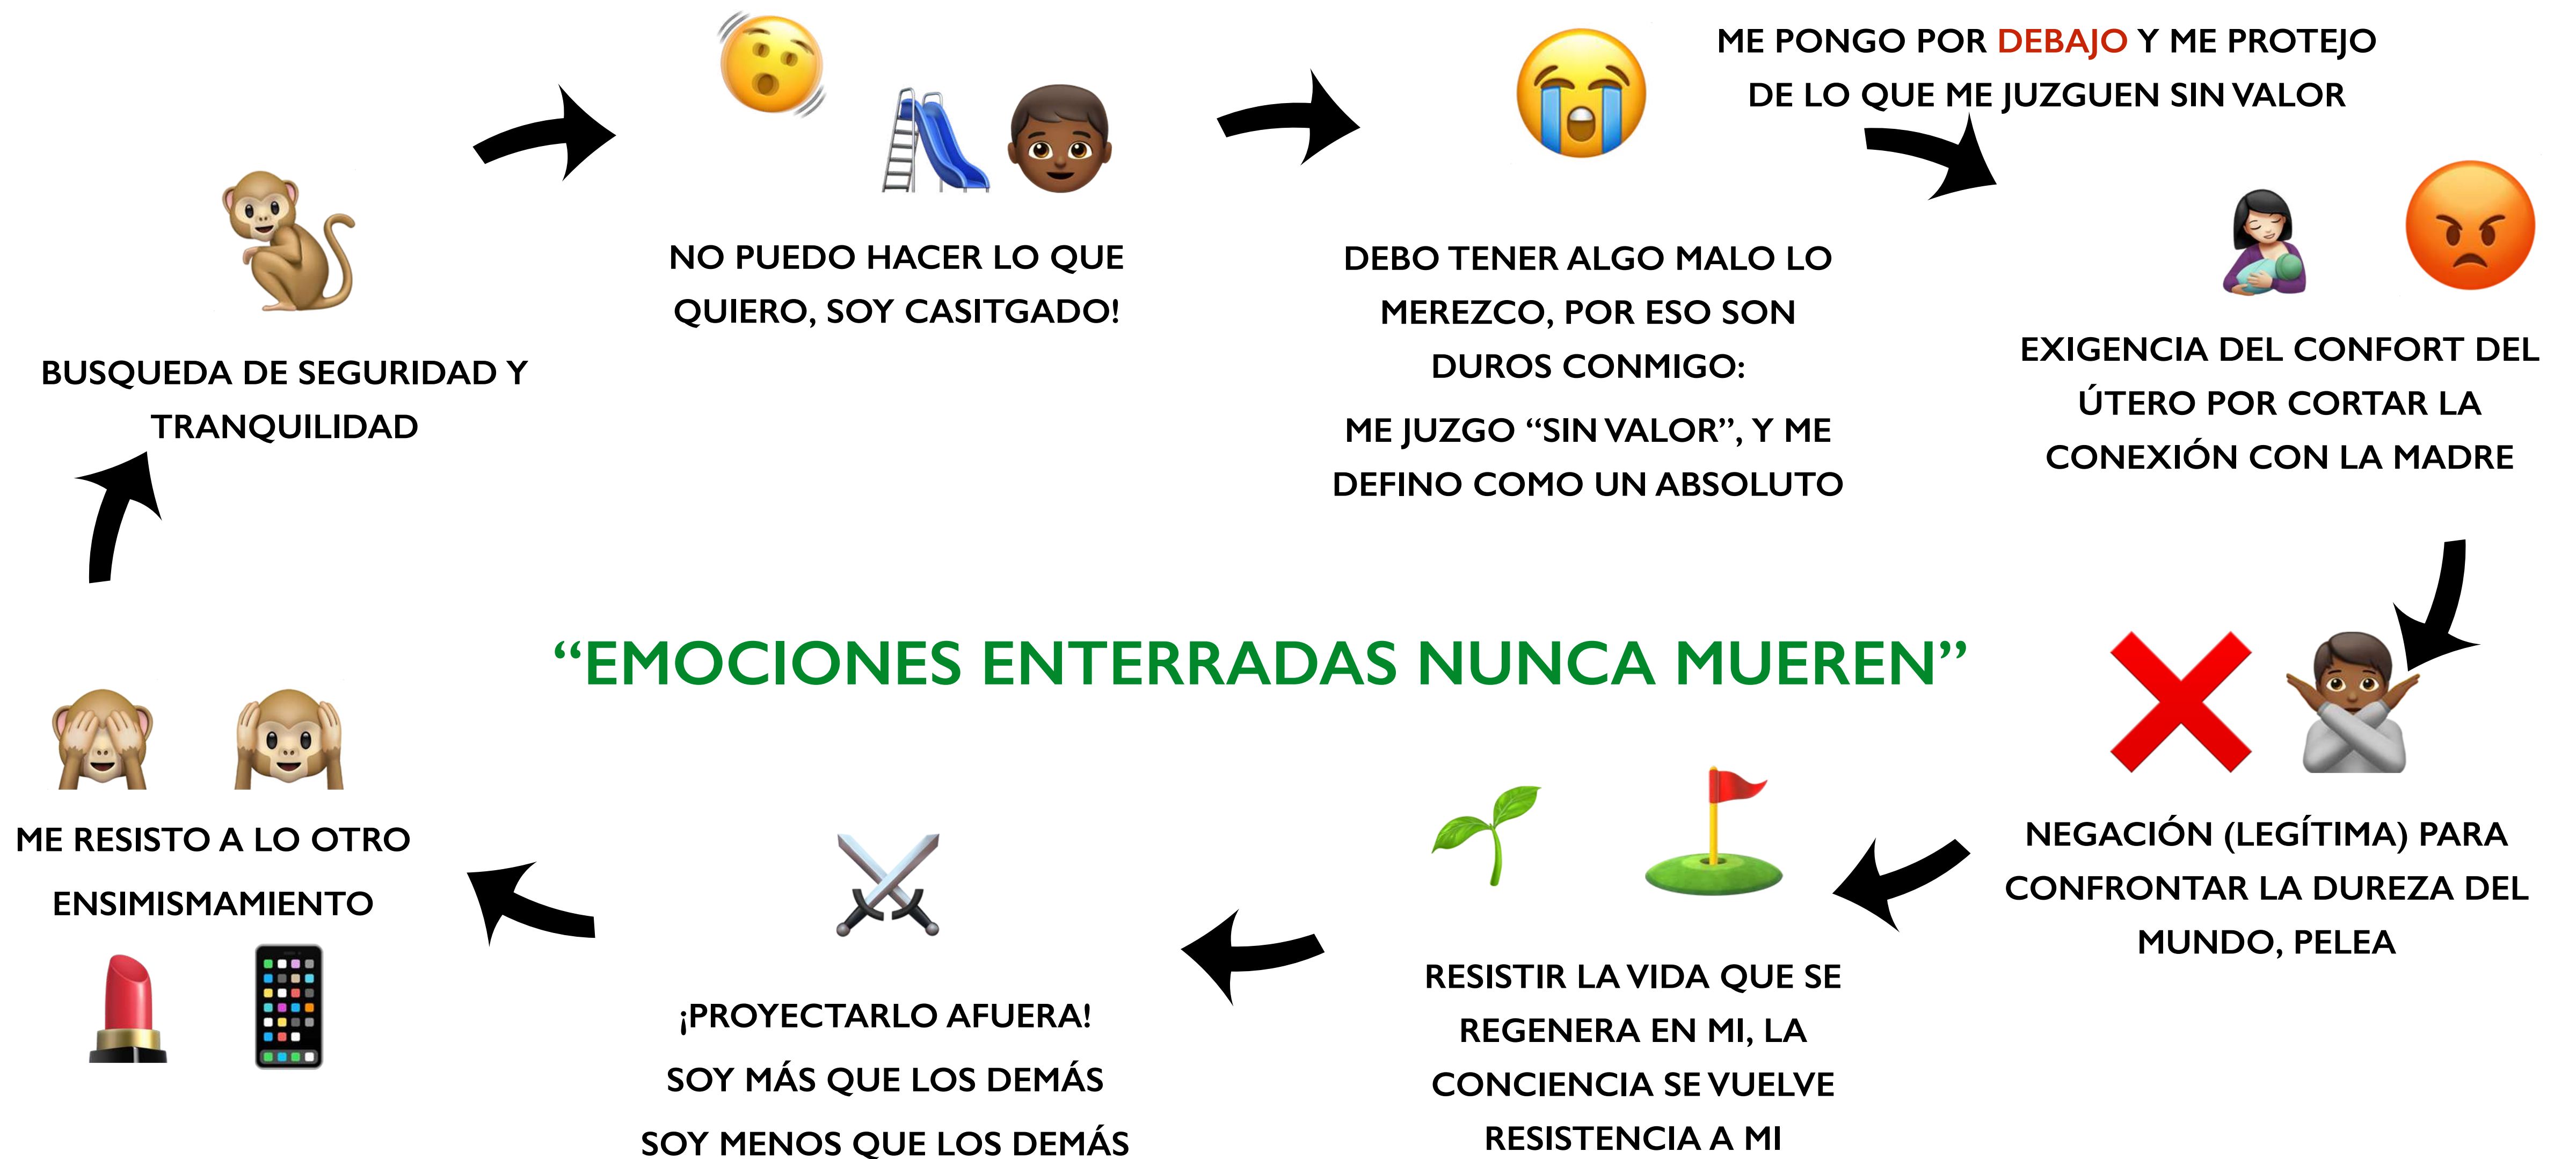 BUSQUEDA DE SEGURIDAD Y
TRANQUILIDAD
NO PUEDO HACER LO QUE
QUIERO, SOY CASITGADO!
DEBO TENER ALGO MALO LO
MEREZCO, POR ESO SON
DUROS CONMIGO:
ME JUZGO “SIN VALOR”, Y ME
DEFINO COMO UN ABSOLUTO
ME PONGO POR DEBAJO Y ME PROTEJO
DE LO QUE ME JUZGUEN SIN VALOR
EXIGENCIA DEL CONFORT DEL
ÚTERO POR CORTAR LA
CONEXIÓN CON LA MADRE
“EMOCIONES ENTERRADAS NUNCA MUEREN”
NEGACIÓN (LEGÍTIMA) PARA
CONFRONTAR LA DUREZA DEL
MUNDO, PELEA
RESISTIR LA VIDA QUE SE
REGENERA EN MI, LA
CONCIENCIA SE VUELVE
RESISTENCIA A MI
¡PROYECTARLO AFUERA!
SOY MÁS QUE LOS DEMÁS
SOY MENOS QUE LOS DEMÁS
ME RESISTO A LO OTRO
ENSIMISMAMIENTO